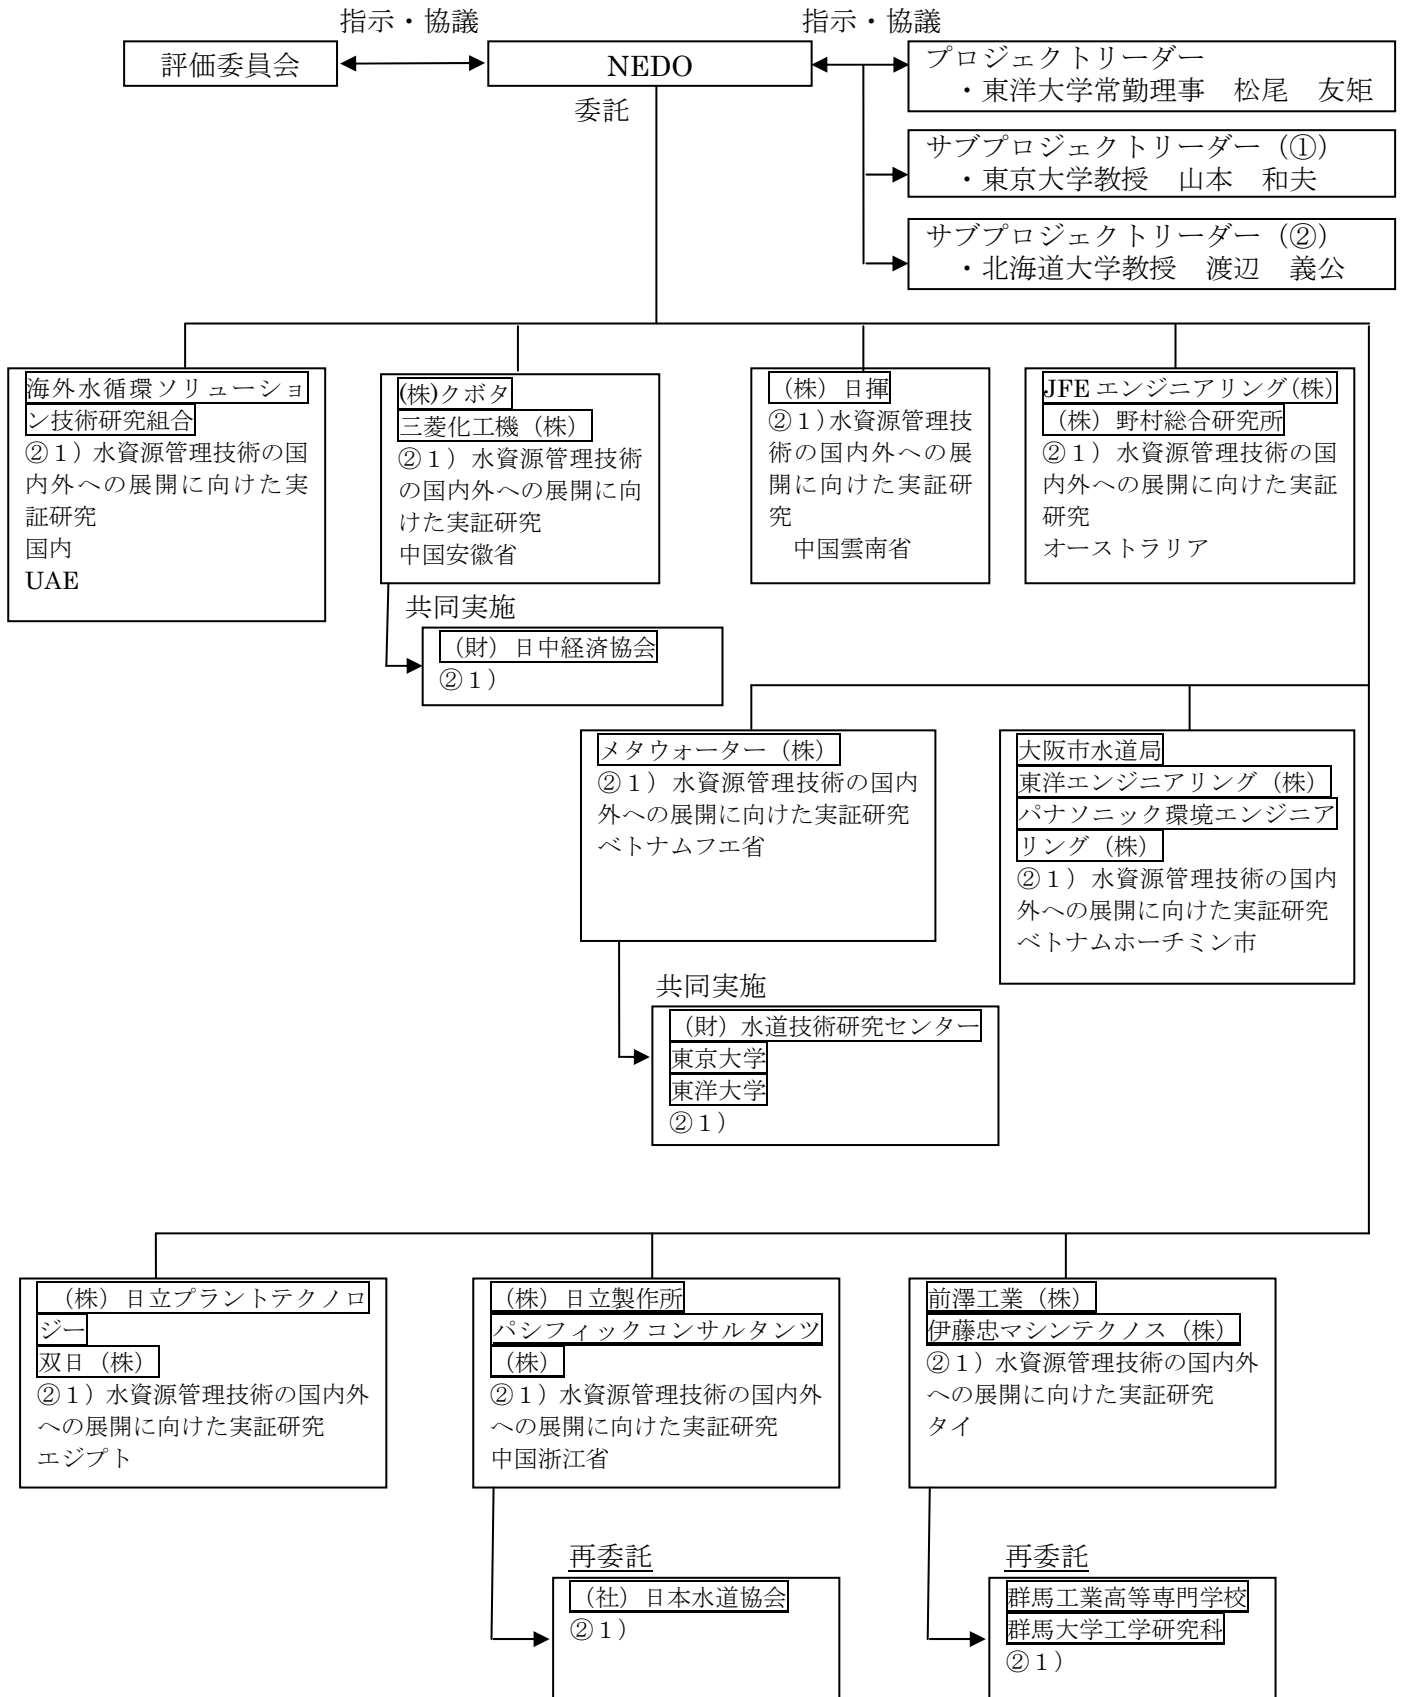 指示・協議
指示・協議
評価委員会
NEDO
委託
プロジェクトリーダー
・東洋大学常勤理事　松尾　友矩
サブプロジェクトリーダー（①）
・東京大学教授　山本　和夫
サブプロジェクトリーダー（②）
・北海道大学教授　渡辺　義公
海外水循環ソリューショ
ン技術研究組合
②１）水資源管理技術の国
内外への展開に向けた実
証研究
国内
UAE
(株)クボタ
三菱化工機（株）
②１）水資源管理技術
の国内外への展開に向
けた実証研究
中国安徽省
（株）日揮
②１)水資源管理技
術の国内外への展
開に向けた実証研
究
中国雲南省
JFEエンジニアリング(株)
（株）野村総合研究所
②１）水資源管理技術の国
内外への展開に向けた実証
研究
オーストラリア
共同実施
（財）日中経済協会
②１）
メタウォーター（株）
②１）水資源管理技術の国内
外への展開に向けた実証研究
ベトナムフエ省
大阪市水道局
東洋エンジニアリング（株）
パナソニック環境エンジニア
リング（株）
②１）水資源管理技術の国内
外への展開に向けた実証研究
ベトナムホーチミン市
共同実施
（財）水道技術研究センター
東京大学
東洋大学
②１）
（株）日立プラントテクノロ
ジー
双日（株）
②１）水資源管理技術の国内外
への展開に向けた実証研究
エジプト
（株）日立製作所
パシフィックコンサルタンツ
（株）
②１）水資源管理技術の国内外
への展開に向けた実証研究
中国浙江省
前澤工業（株）
伊藤忠マシンテクノス（株）
②１）水資源管理技術の国内外
への展開に向けた実証研究
タイ
再委託
（社）日本水道協会
②１）
再委託
群馬工業高等専門学校
群馬大学工学研究科
②１）